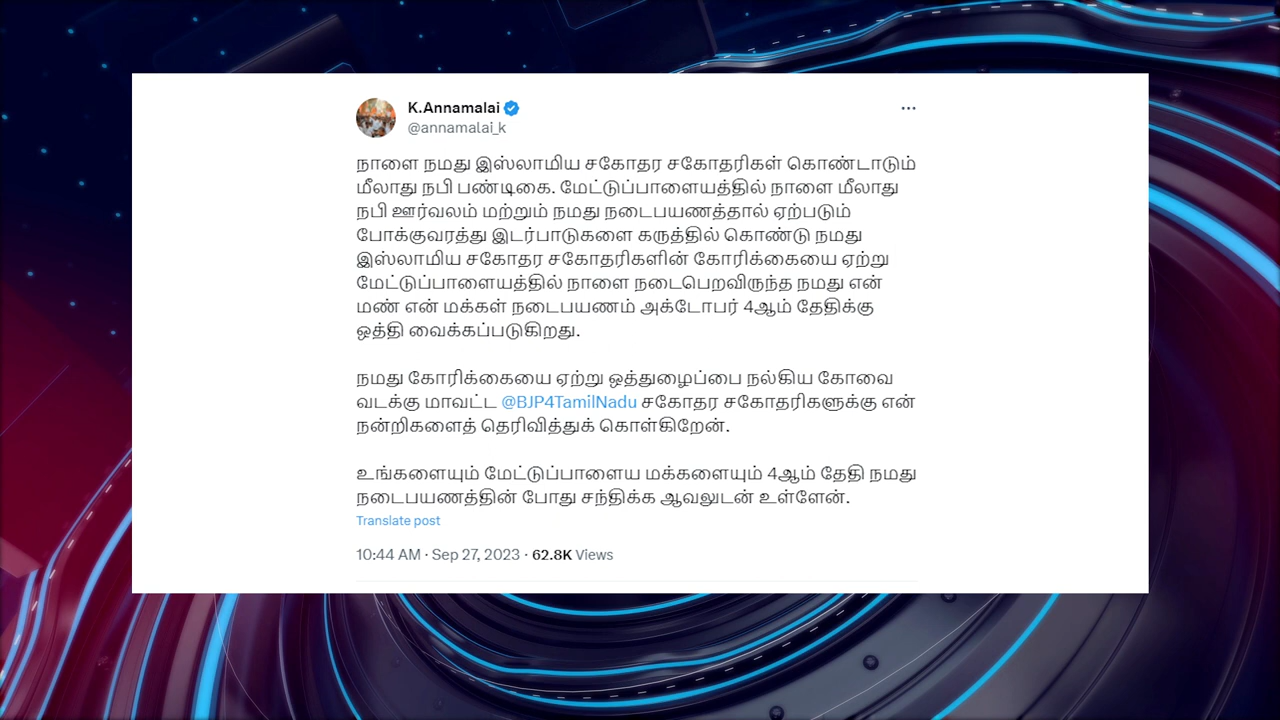 K.Annamalai
@annamalai_k
நாளை நமது இஸ்லாமிய சகோதர சகோதரிகள் கொண்டாடும்
மீலாது நபி பண்டிகை. மேட்டுப்பாளையத்தில் நாளை மீலாது
நபி ஊர்வலம் மற்றும் நமது நடைபயணத்தால் ஏற்படும்
போக்குவரத்து இடர்பாடுகளை கருத்தில் கொண்டு நமது
இஸ்லாமிய சகோதர சகோதரிகளின் கோரிக்கையை ஏற்று
மேட்டுப்பாளையத்தில் நாளை நடைபெறவிருந்த நமது என்
மண் என் மக்கள் நடைபயணம் அக்டோபர் 4ஆம் தேதிக்கு
ஒத்தி வைக்கப்படுகிறது.
நமது கோரிக்கையை ஏற்று ஒத்துழைப்பை நல்கிய கோவை
வடக்கு மாவட்ட @BJP4TamilNadu சகோதர சகோதரிகளுக்கு என்
நன்றிகளைத் தெரிவித்துக் கொள்கிறேன்.
உங்களையும் மேட்டுப்பாளைய மக்களையும் 4ஆம் தேதி நமது
நடைபயணத்தின் போது சந்திக்க ஆவலுடன் உள்ளேன்.
Translate post
10:44 AM · Sep 27, 2023 · 62.8K Views